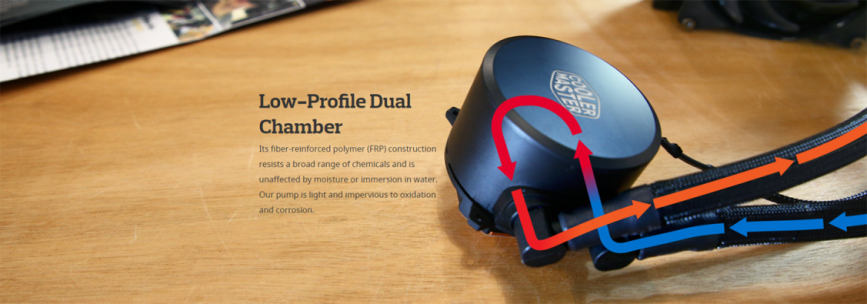 Low-Profile Dual
Chamber
Its fiber-reinforced polymer (FRP) construction
resists a broad range of chemicals and is
unaffected by moisture or immersion in water.
Our pump is light and impervious to oxidation
and corrosion.
COOLER
MASTER